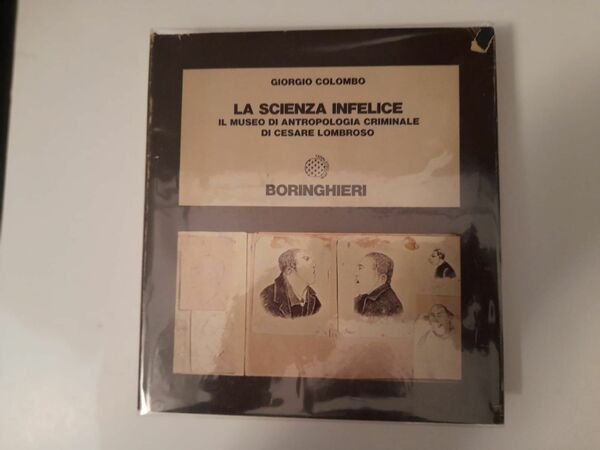 GIORGIO COLOMBO
LA SCIENZA INFELICE
IL MUSEO DI ANTROPOLOGIA CRIMINALE
DI CESARE LOMBROSO
BORINGHIERI